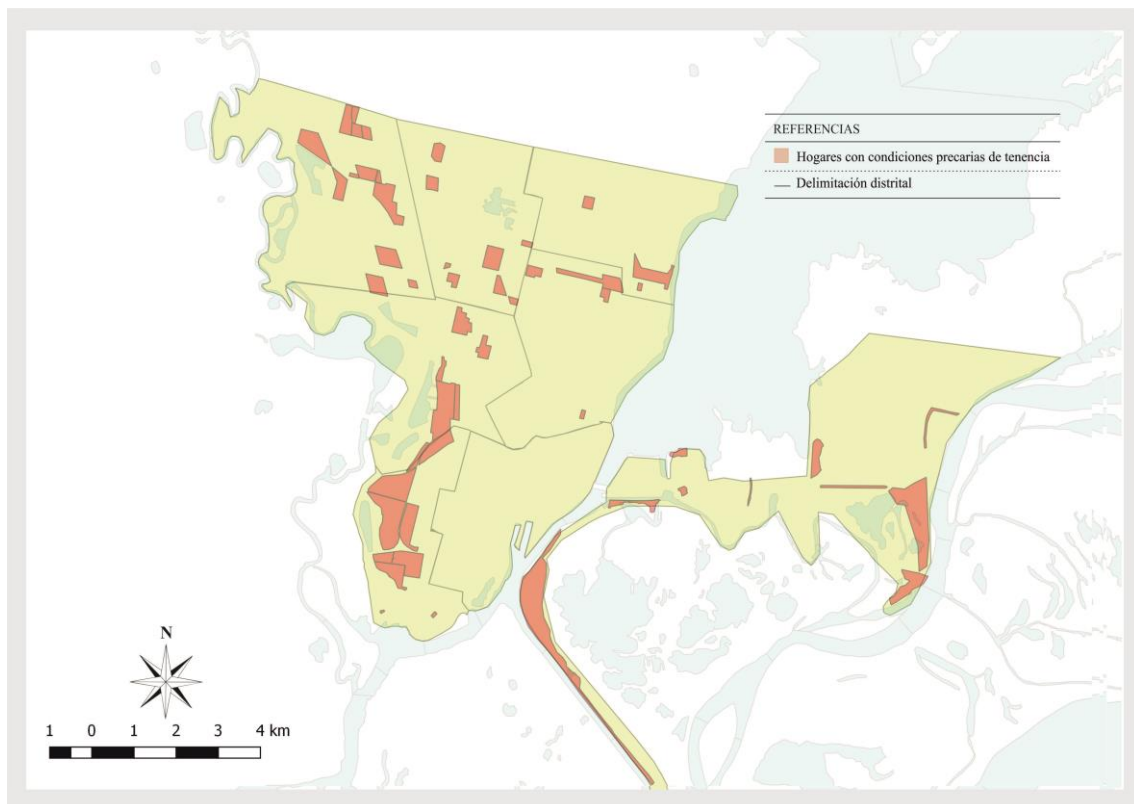 REFERENCIAS
Hogares con condiciones precarias de tenencia
Delimitación distrital
N
1 0 1 2 3 4 km